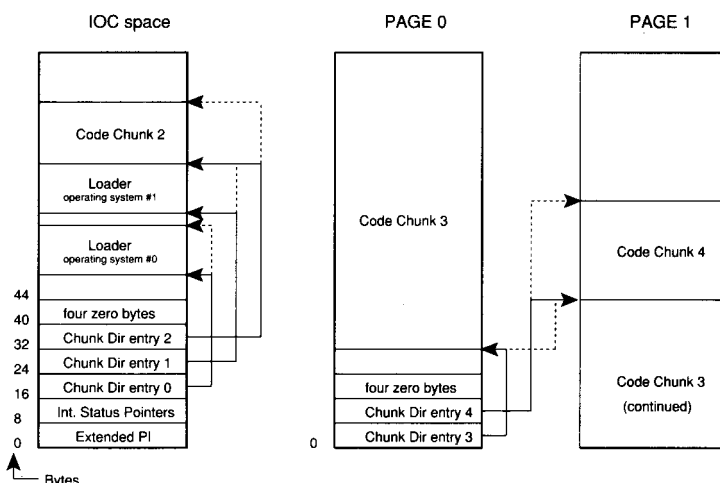 IOC space
PAGE 0
PAGE 1
Code Chunk 2
Loader
operating system #1
Loader
operating system #0
44
four zero bytes
40
Chunk Dir entry 2
32
Chunk Dir entry 1
24
Chunk Dir entry 0
16
Int. Status Pointers
8
Extended PI
0
Bytes
Code Chunk 3
four zero bytes
Chunk Dir entry 4
Chunk Dir entry 3
0
Code Chunk 4
Code Chunk 3
(continued)